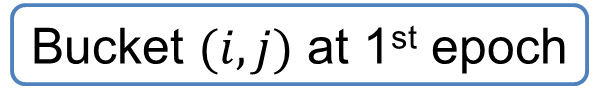 Bucket (i, j) at 1st epoch